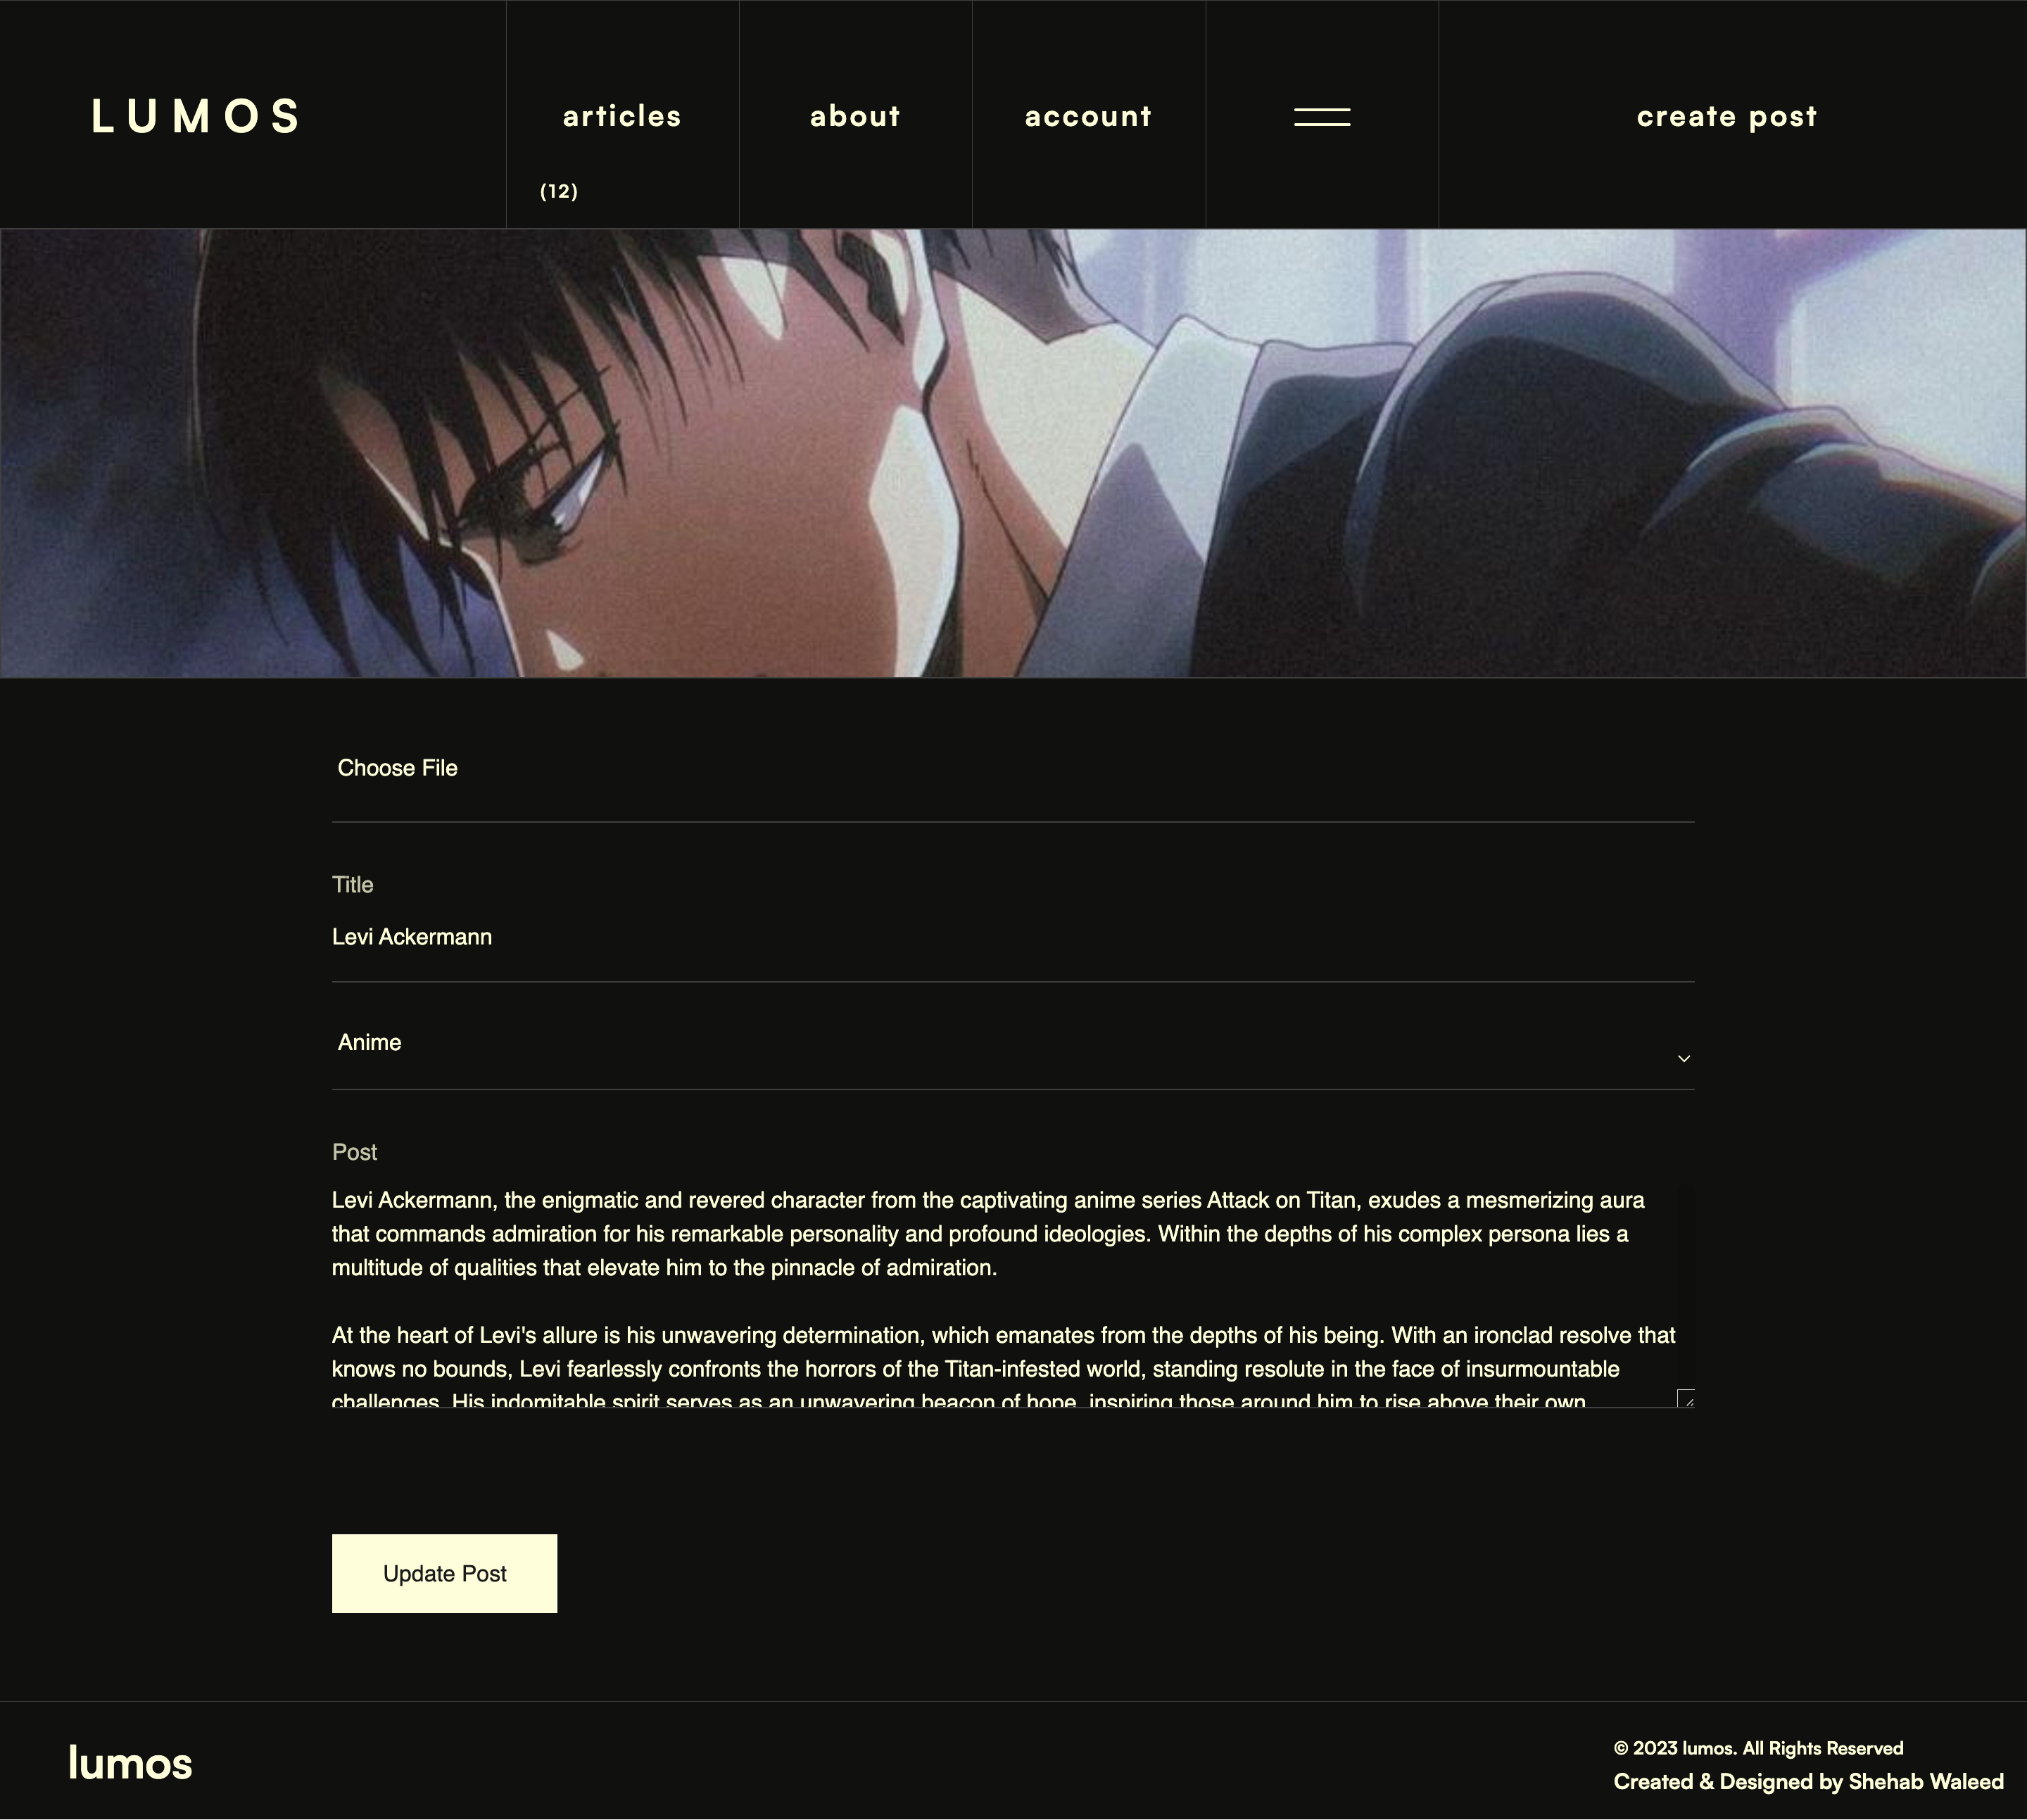 LUMOS
articles
about
account
create post
(12)
Choose File
Title
Levi Ackermann
Anime
Post
Levi Ackermann, the enigmatic and revered character from the captivating anime series Attack on Titan, exudes a mesmerizing aura
that commands admiration for his remarkable personality and profound ideologies. Within the depths of his complex persona lies a
multitude of qualities that elevate him to the pinnacle of admiration.
At the heart of Levi's allure is his unwavering determination, which emanates from the depths of his being. With an ironclad resolve that
knows no bounds, Levi fearlessly confronts the horrors of the Titan-infested world, standing resolute in the face of insurmountable
challenges. His indomitable spirit serves as an unwavering beacon of hope, inspiring those around him to rise above their own
Update Post
lumos
© 2023 lumos. All Rights Reserved
Created & Designed by Shehab Waleed